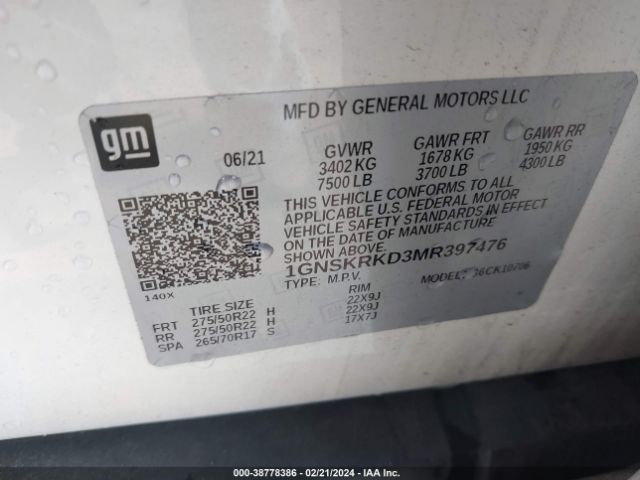 MFD BY GENERAL MOTORS LLC
gm
06/21
GVWR GAWR FRT GAWR RR
3402 KG 1678 KG 1950 KG
7500 LB 3700 LB 4300 LB
THIS VEHICLE CONFORMS TO ALL
APPLICABLE U.S. FEDERAL MOTOR
VEHICLE SAFETY STANDARDS IN EFFECT
ON THE DATE OF MANUFACTURE
SHOWN ABOVE.
1GNSKRKD3MR397476
TYPE: M.P.V. MODEL:
140X
TIRE SIZE RIM
FRT 275/50R22 H 22X9J
RR 275/50R22 H 22X9J
SPA 265/70R17 S 17X7J
000-38778386 - 02/21/2024 - IAA Inc.